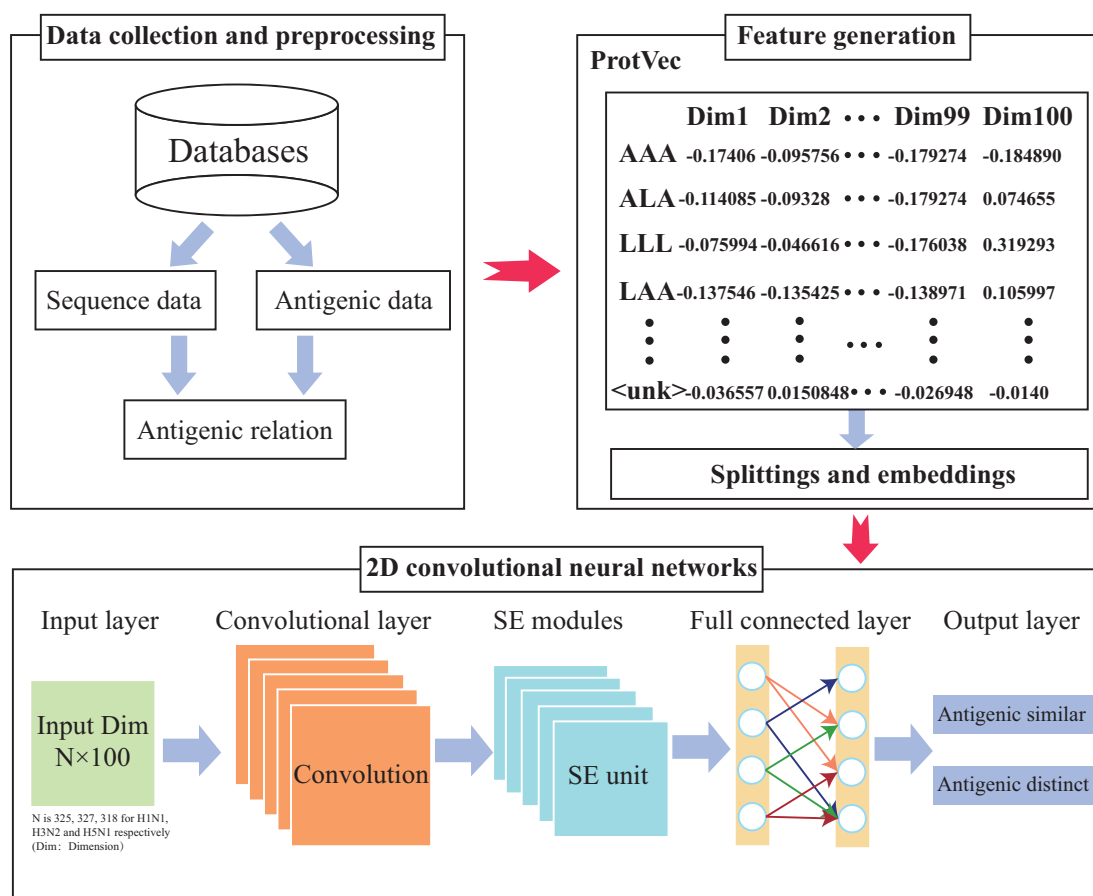 Data collection and preprocessing
Databases
Sequence data
Antigenic data
Antigenic relation
Feature generation
ProtVec
Dim1 Dim2 ••• Dim99 Dim100
AAA -0.17406 -0.095756 ••• -0.179274 -0.184890
ALA -0.114085 -0.09328 ••• -0.179274 0.074655
LLL -0.075994 -0.046616 ••• -0.176038 0.319293
LAA -0.137546 -0.135425 ••• -0.138971 0.105997
•••
<unk> -0.036557 0.0150848 ••• -0.026948 -0.0140
Splittings and embeddings
2D convolutional neural networks
Input layer
Convolutional layer
SE modules
Full connected layer
Output layer
Input Dim
N×100
Convolution
SE unit
Antigenic similar
Antigenic distinct
N is 325, 327, 318 for H1N1,
H3N2 and H5N1 respectively
(Dim: Dimension)